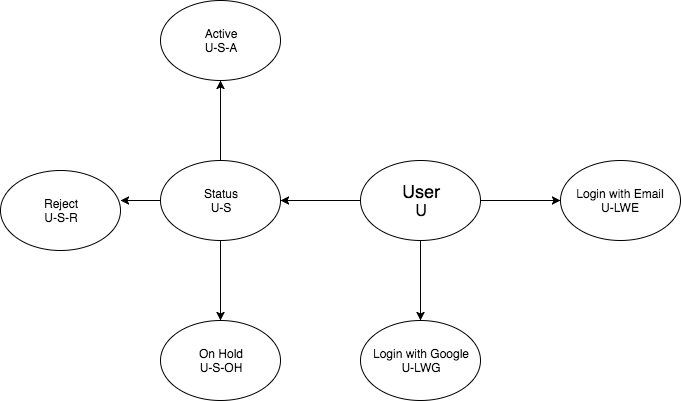 Active
U-S-A
Reject
U-S-R
Status
U-S
User
U
Login with Email
U-LWE
On Hold
U-S-OH
Login with Google
U-LWG